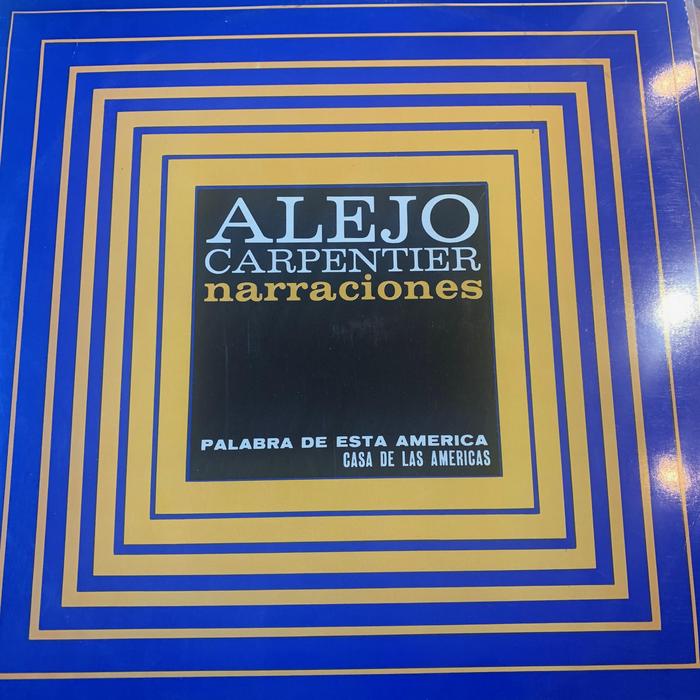 ALEJO
CARPENTIER
narraciones
PALABRA DE ESTA AMERICA
CASA DE LAS AMERICAS